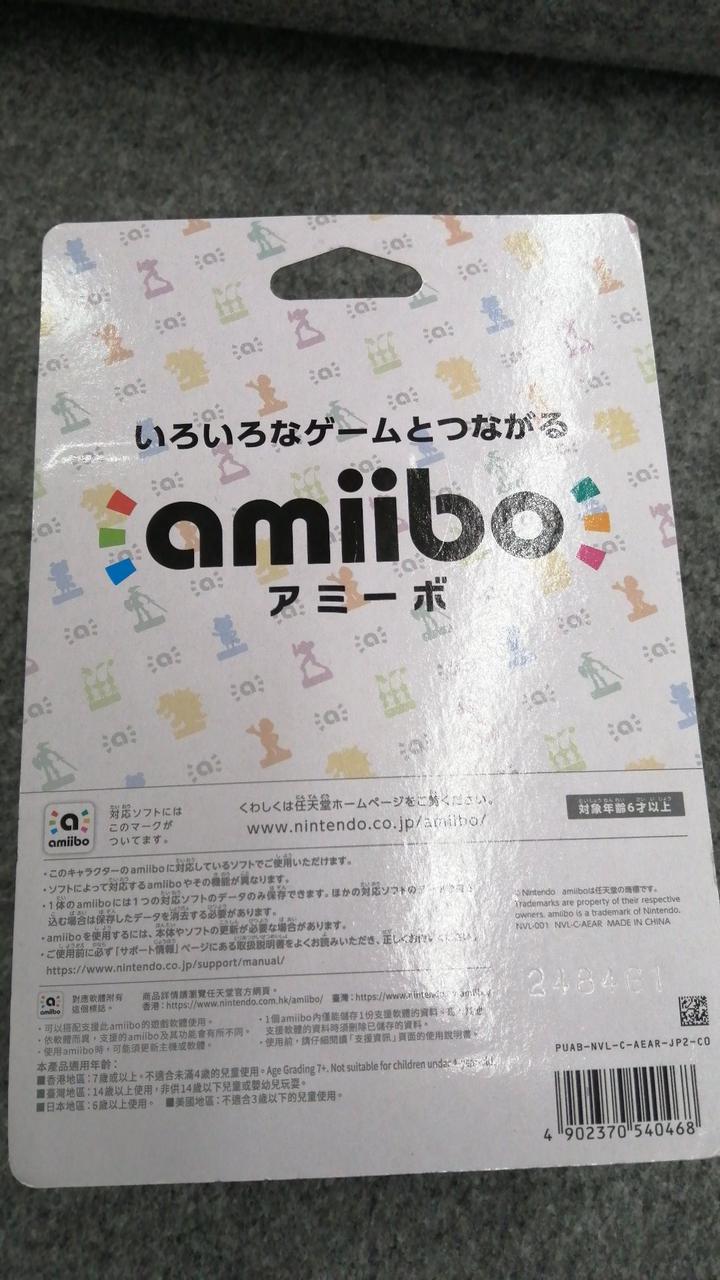 いろいろなゲームとつながる
amiibo
アミーボ
a
amiibo
対応ソフトには
このマークが
ついてます。
くわしくは任天堂ホームページをご覧ください。
www.nintendo.co.jp/amiibo/
対象年齢6才以上
・このキャラクターのamiiboに対応しているソフトでご使用いただけます。
・ソフトによって対応するamiiboやその機能が異なります。
・1体のamiiboには1つの対応ソフトのデータのみ保存できます。ほかの対応ソフトの
込む場合は保存したデータを消去する必要があります。
・amiiboを使用するには、本体やソフトの更新が必要な場合があります。
・ご使用前に必ず「サポート情報」ページにある取扱説明書をよくお読みいただき、正しくお使いください。
https://www.nintendo.co.jp/support/manual/
© Nintendo amiiboは任天堂の商標です。
Trademarks are property of their respective
owners. amiibo is a trademark of Nintendo.
NVL-001 NVL-C-AEAR MADE IN CHINA
a
amiibo
對應軟體附有
這個標誌。
商品詳情請瀏覽任天堂官方網頁。
香港：https://www.nintendo.com.hk/amiibo/ 臺灣：https://www.nintendo
・可以搭配支援此amiibo的遊戲軟體使用。
・依軟體而異，支援的amiibo及其功能會有所不同。
・使用amiibo時，可能須更新主機或軟體。
・1個amiibo內僅能儲存1份支援軟體的資料。
支援軟體的資料時須刪除已儲存的資料。
・使用前，請仔細閱讀「支援資訊」頁面的使用說明書。
本產品適用年齡：
■香港地區：7歲或以上。不適合未滿4歲的兒童使用。Age Grading 7+. Not suitable for children under
■臺灣地區：14歲以上使用，非供14歲以下兒童或嬰幼兒玩耍。
■日本地區：6歲以上使用。 ■美國地區：不適合3歲以下的兒童使用。
PUAB-NVL-C-AEAR-JP2-C0
4 902370 540468